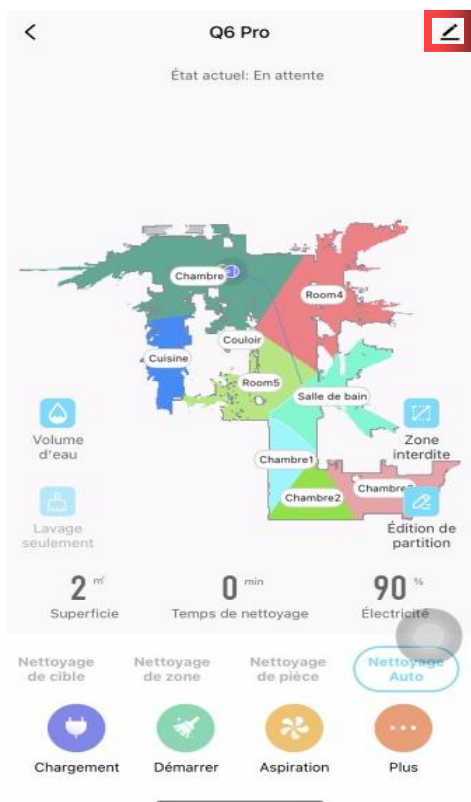 Q6 Pro
État actuel: En attente
Chambre
Room4
Couloir
Cuisine
Room5
Salle de bain
Volume
d'eau
Zone
interdite
Chambre1
Chambre2
Lavage
seulement
Édition de
partition
2 ㎡
0 min
90 %
Superficie
Temps de nettoyage
Électricité
Nettoyage
de cible
Nettoyage
de zone
Nettoyage
de pièce
Nettoyage
Auto
Chargement
Démarrer
Aspiration
Plus